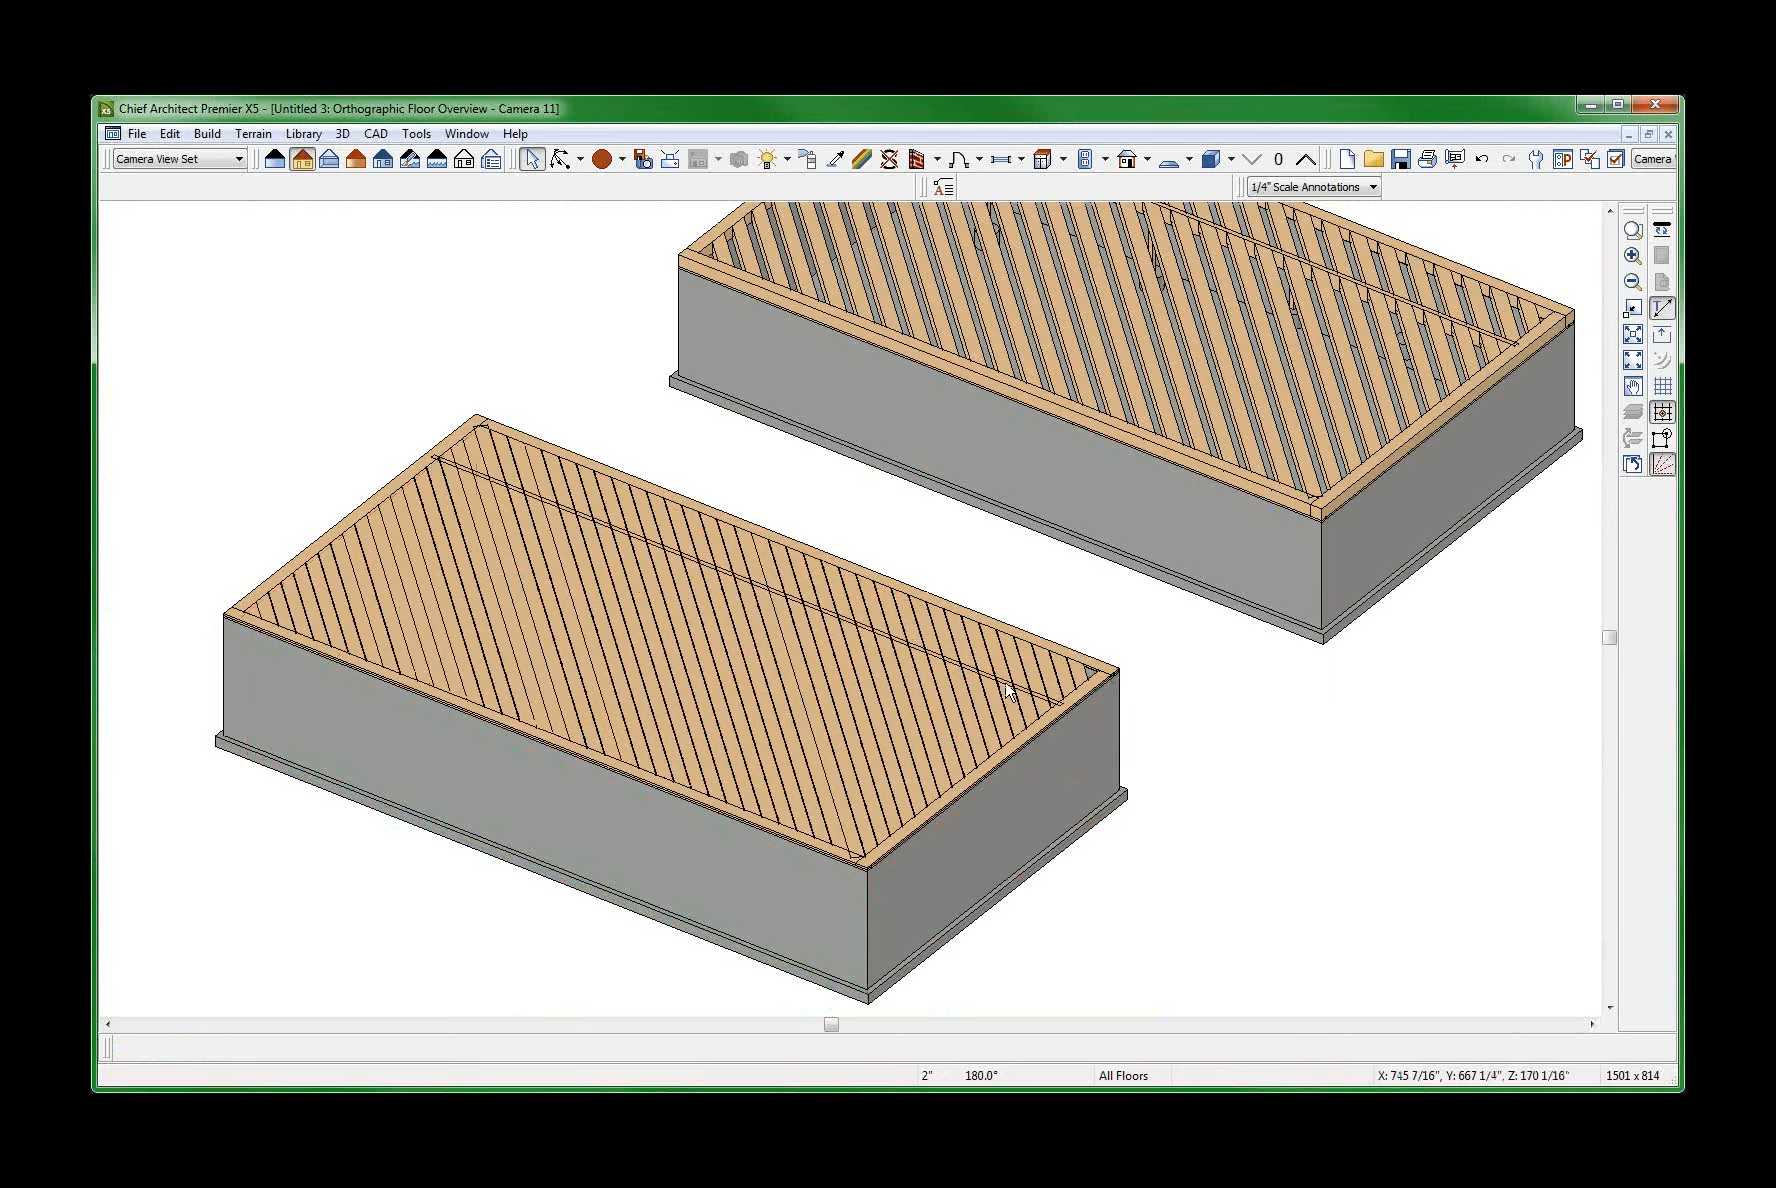 Chief Architect Premier X5 - [Untitled 3: Orthographic Floor Overview - Camera 11]
File Edit Build Terrain Library 3D CAD Tools Window Help
Camera View Set 0 Camera
1/4" Scale Annotations
2" 180.0° All Floors X: 745 7/16", Y: 667 1/4", Z: 170 1/16" 1501 x 814